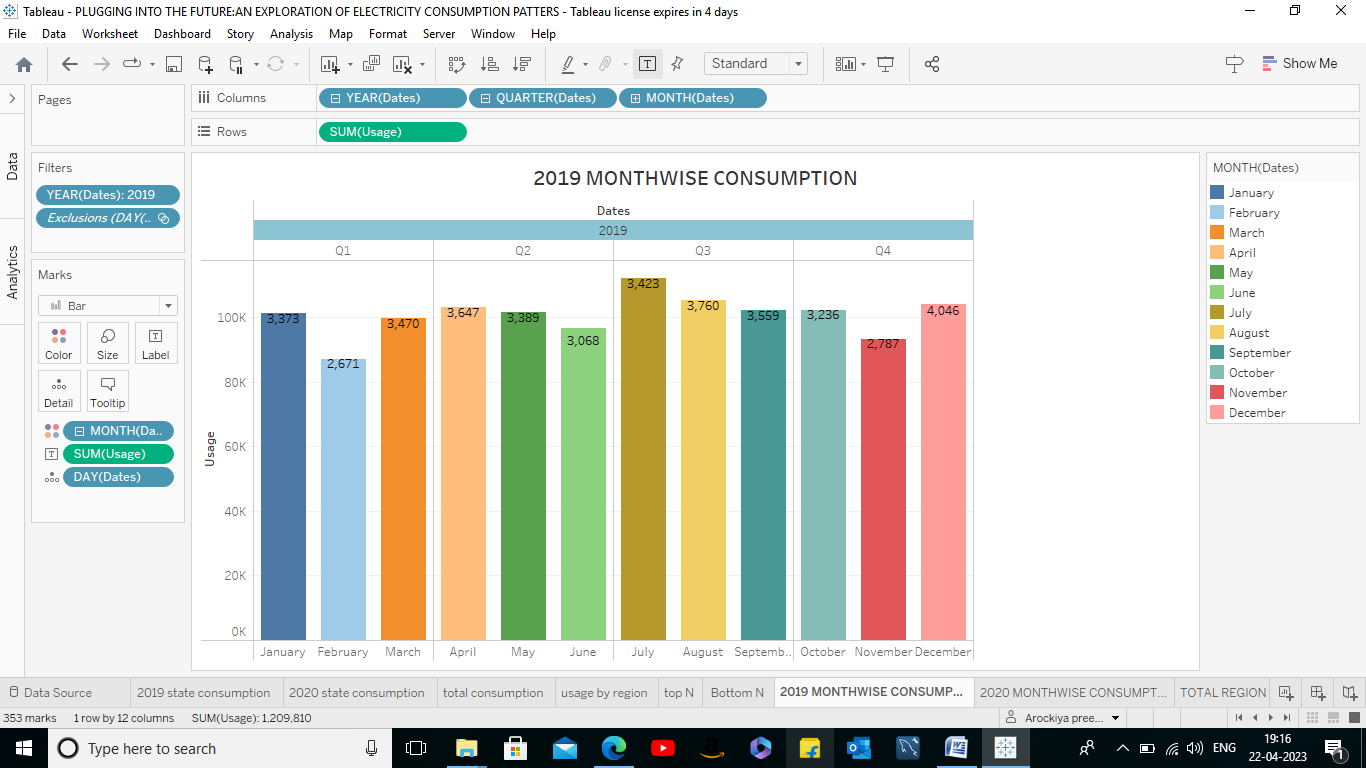 Tableau - PLUGGING INTO THE FUTURE:AN EXPLORATION OF ELECTRICITY CONSUMPTION PATTERS - Tableau license expires in 4 days
File Data Worksheet Dashboard Story Analysis Map Format Server Window Help
Standard
Show Me
Pages
Columns
YEAR(Dates)
QUARTER(Dates)
MONTH(Dates)
Rows
SUM(Usage)
Data
Analytics
Filters
YEAR(Dates): 2019
Exclusions (DAY(..
Marks
Bar
Color Size Label
Detail Tooltip
MONTH(Da..
SUM(Usage)
DAY(Dates)
2019 MONTHWISE CONSUMPTION
Dates
2019
Q1 Q2 Q3 Q4
Usage
100K
80K
60K
40K
20K
0K
3,373 2,671 3,470 3,647 3,389 3,068 3,423 3,760 3,559 3,236 2,787 4,046
January February March April May June July August Septemb.. October November December
MONTH(Dates)
January
February
March
April
May
June
July
August
September
October
November
December
Data Source 2019 state consumption 2020 state consumption total consumption usage by region top N Bottom N 2019 MONTHWISE CONSUMP... 2020 MONTHWISE CONSUMPT... TOTAL REGION
353 marks 1 row by 12 columns SUM(Usage): 1,209,810
Arockiya pree...
Type here to search
ENG
19:16
22-04-2023
1